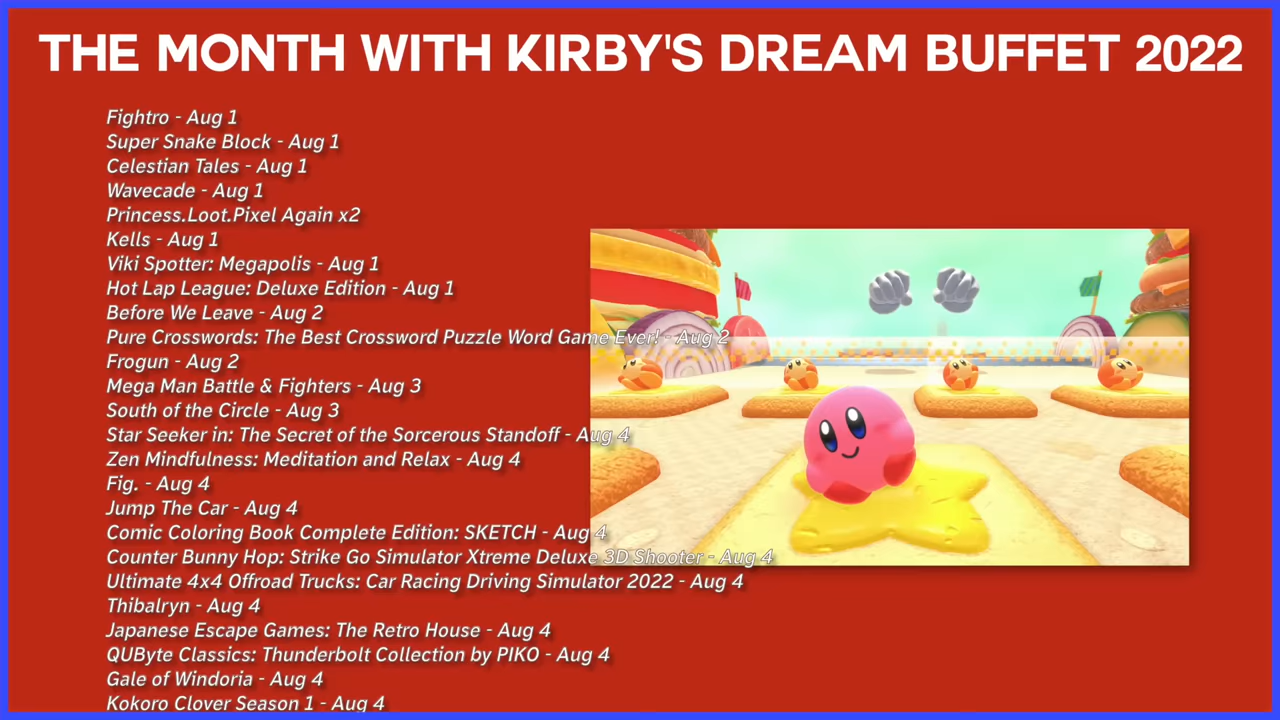 THE MONTH WITH KIRBY'S DREAM BUFFET 2022
Fightro - Aug 1
Super Snake Block - Aug 1
Celestian Tales - Aug 1
Wavecade - Aug 1
Princess.Loot.Pixel Again x2
Kells - Aug 1
Viki Spotter: Megapolis - Aug 1
Hot Lap League: Deluxe Edition - Aug 1
Before We Leave - Aug 2
Pure Crosswords: The Best Crossword Puzzle Word Game Ever! - Aug 2
Frogun - Aug 2
Mega Man Battle & Fighters - Aug 3
South of the Circle - Aug 3
Star Seeker in: The Secret of the Sorcerous Standoff - Aug 4
Zen Mindfulness: Meditation and Relax - Aug 4
Fig. - Aug 4
Jump The Car - Aug 4
Comic Coloring Book Complete Edition: SKETCH - Aug 4
Counter Bunny Hop: Strike Go Simulator Xtreme Deluxe 3D Shooter - Aug 4
Ultimate 4x4 Offroad Trucks: Car Racing Driving Simulator 2022 - Aug 4
Thibalryn - Aug 4
Japanese Escape Games: The Retro House - Aug 4
QUByte Classics: Thunderbolt Collection by PIKO - Aug 4
Gale of Windoria - Aug 4
Kokoro Clover Season 1 - Aug 4